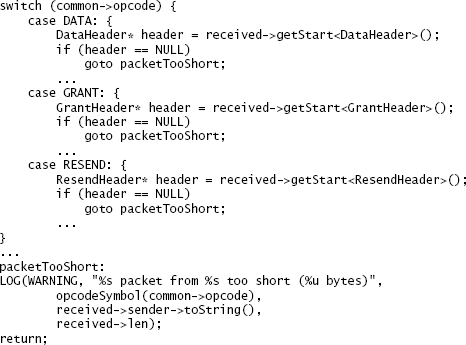 switch (common->opcode) {
    case DATA: {
        DataHeader* header = received->getStart<DataHeader>();
        if (header == NULL)
            goto packetTooShort;
        ...
    case GRANT: {
        GrantHeader* header = received->getStart<GrantHeader>();
        if (header == NULL)
            goto packetTooShort;
        ...
    case RESEND: {
        ResendHeader* header = received->getStart<ResendHeader>();
        if (header == NULL)
            goto packetTooShort;
        ...
}
...
packetTooShort:
LOG(WARNING, "%s packet from %s too short (%u bytes)",
        opcodeSymbol(common->opcode),
        received->sender->toString(),
        received->len);
return;